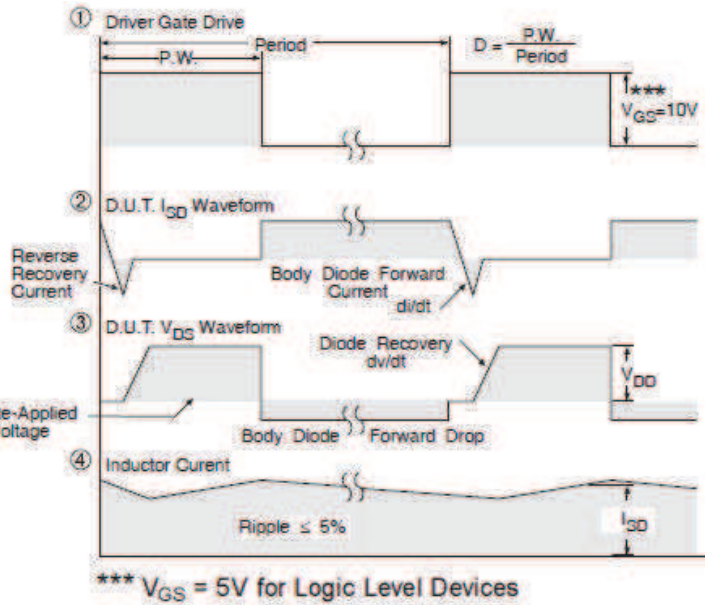 ① Driver Gate Drive
P.W.
Period
D = P.W. / Period
***
VGS=10V
② D.U.T. ISD Waveform
Reverse
Recovery
Current
Body Diode Forward
Current
di/dt
③ D.U.T. VDS Waveform
Diode Recovery
dv/dt
VDD
e-Applied
oltage
Body Diode Forward Drop
④ Inductor Curent
Ripple ≤ 5%
ISD
*** VGS = 5V for Logic Level Devices